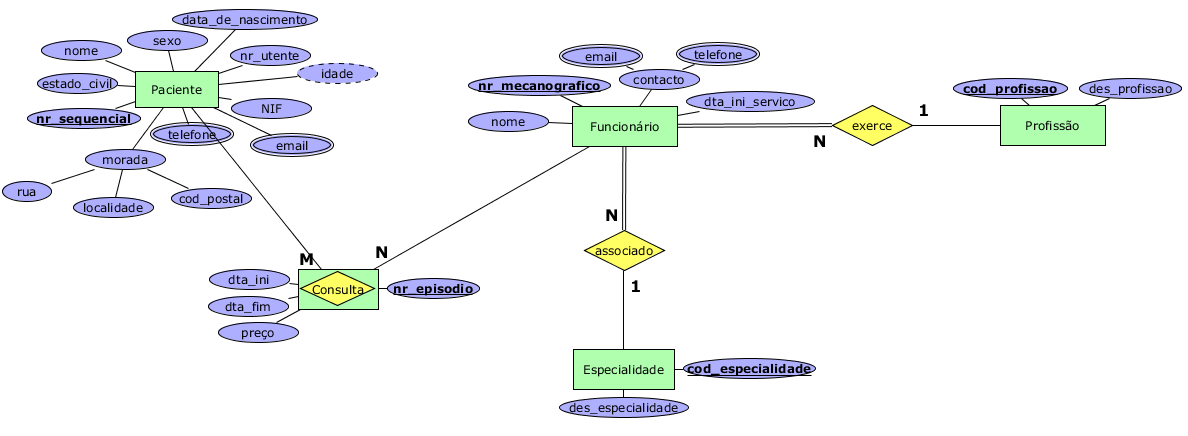 data_de_nascimento
sexo
nome
nr_utente
idade
estado_civil
Paciente
NIF
nr_sequencial
telefone
email
morada
rua
cod_postal
localidade
email
telefone
contacto
nr_mecanografico
dta_ini_servico
nome
Funcionário
exerce
1
N
cod_profissao
des_profissao
Profissão
M
N
N
associado
1
dta_ini
Consulta
nr_episodio
dta_fim
preço
Especialidade
cod_especialidade
des_especialidade